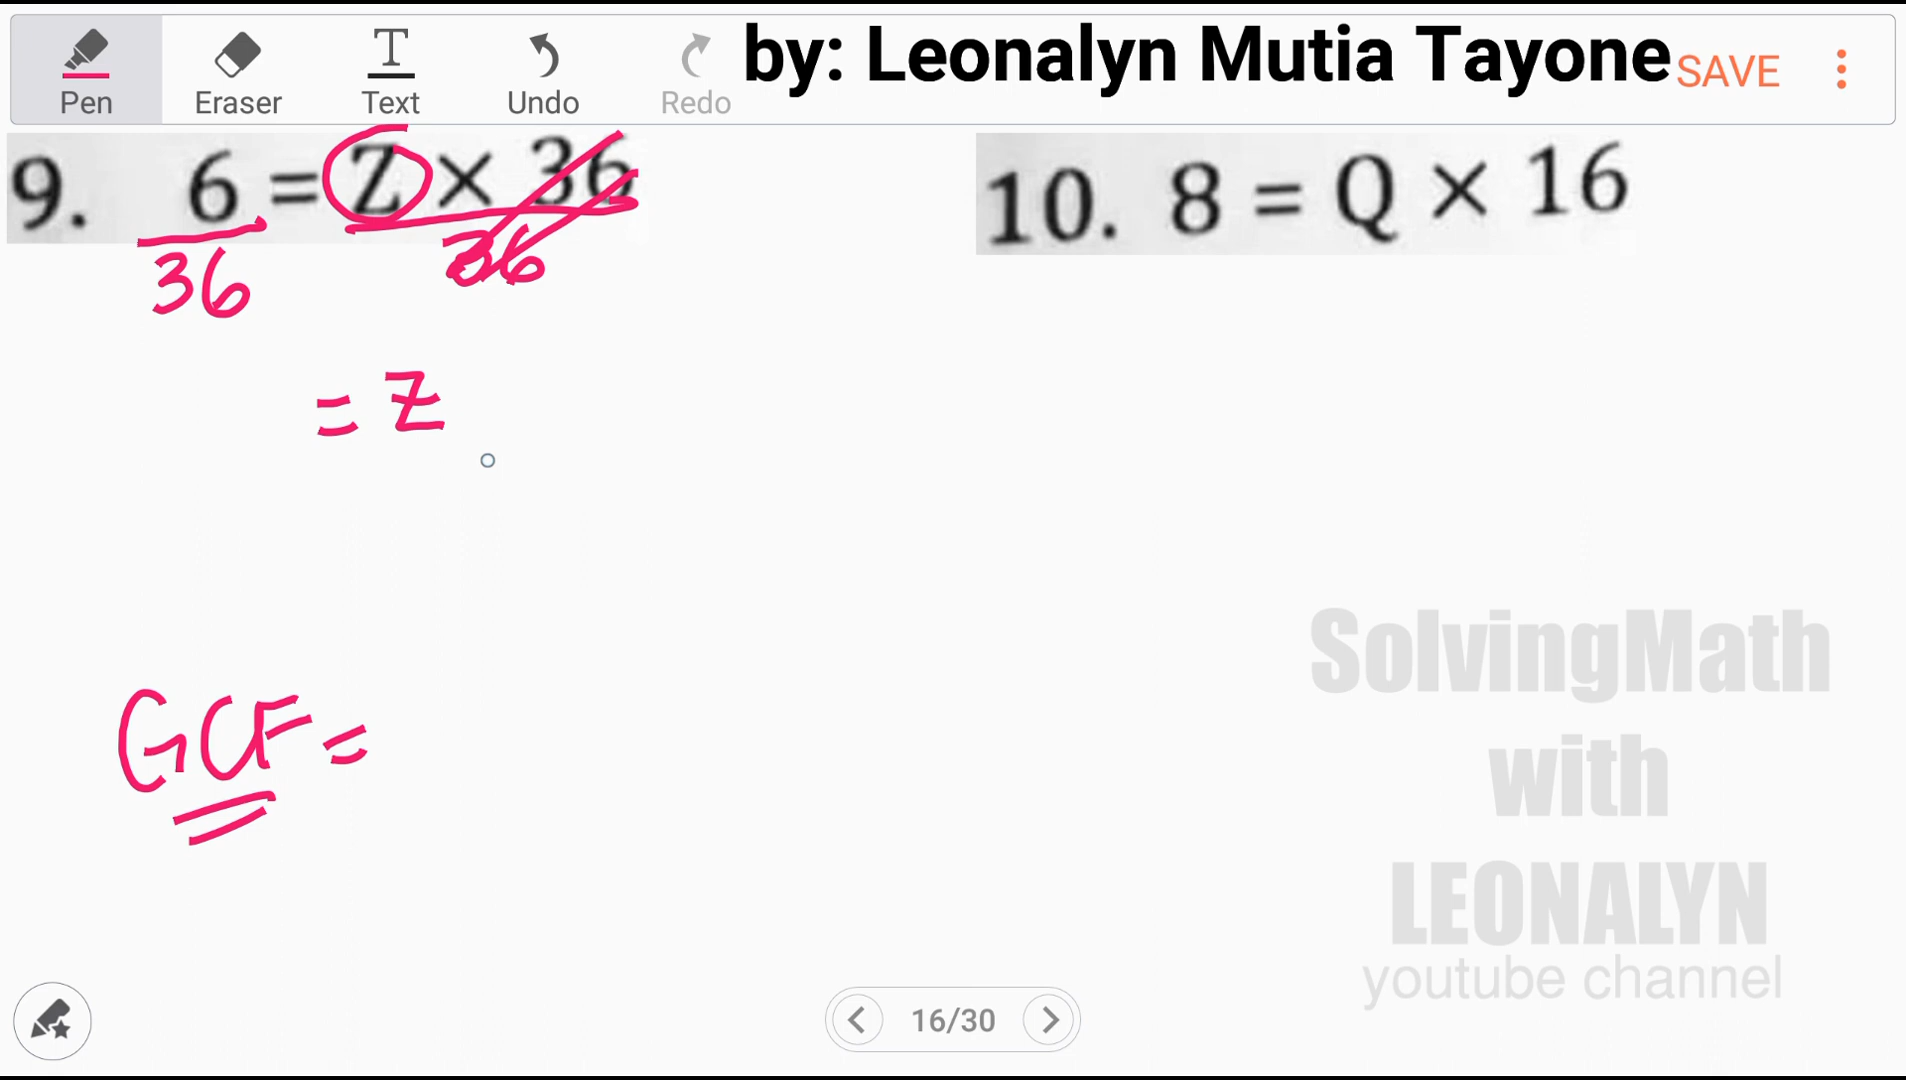 by: Leonalyn Mutia Tayone
Pen Eraser Text Undo Redo SAVE
9. 6 = Z × 36
36 36
= Z
GCF =
10. 8 = Q × 16
SolvingMath
with
LEONALYN
youtube channel
16/30